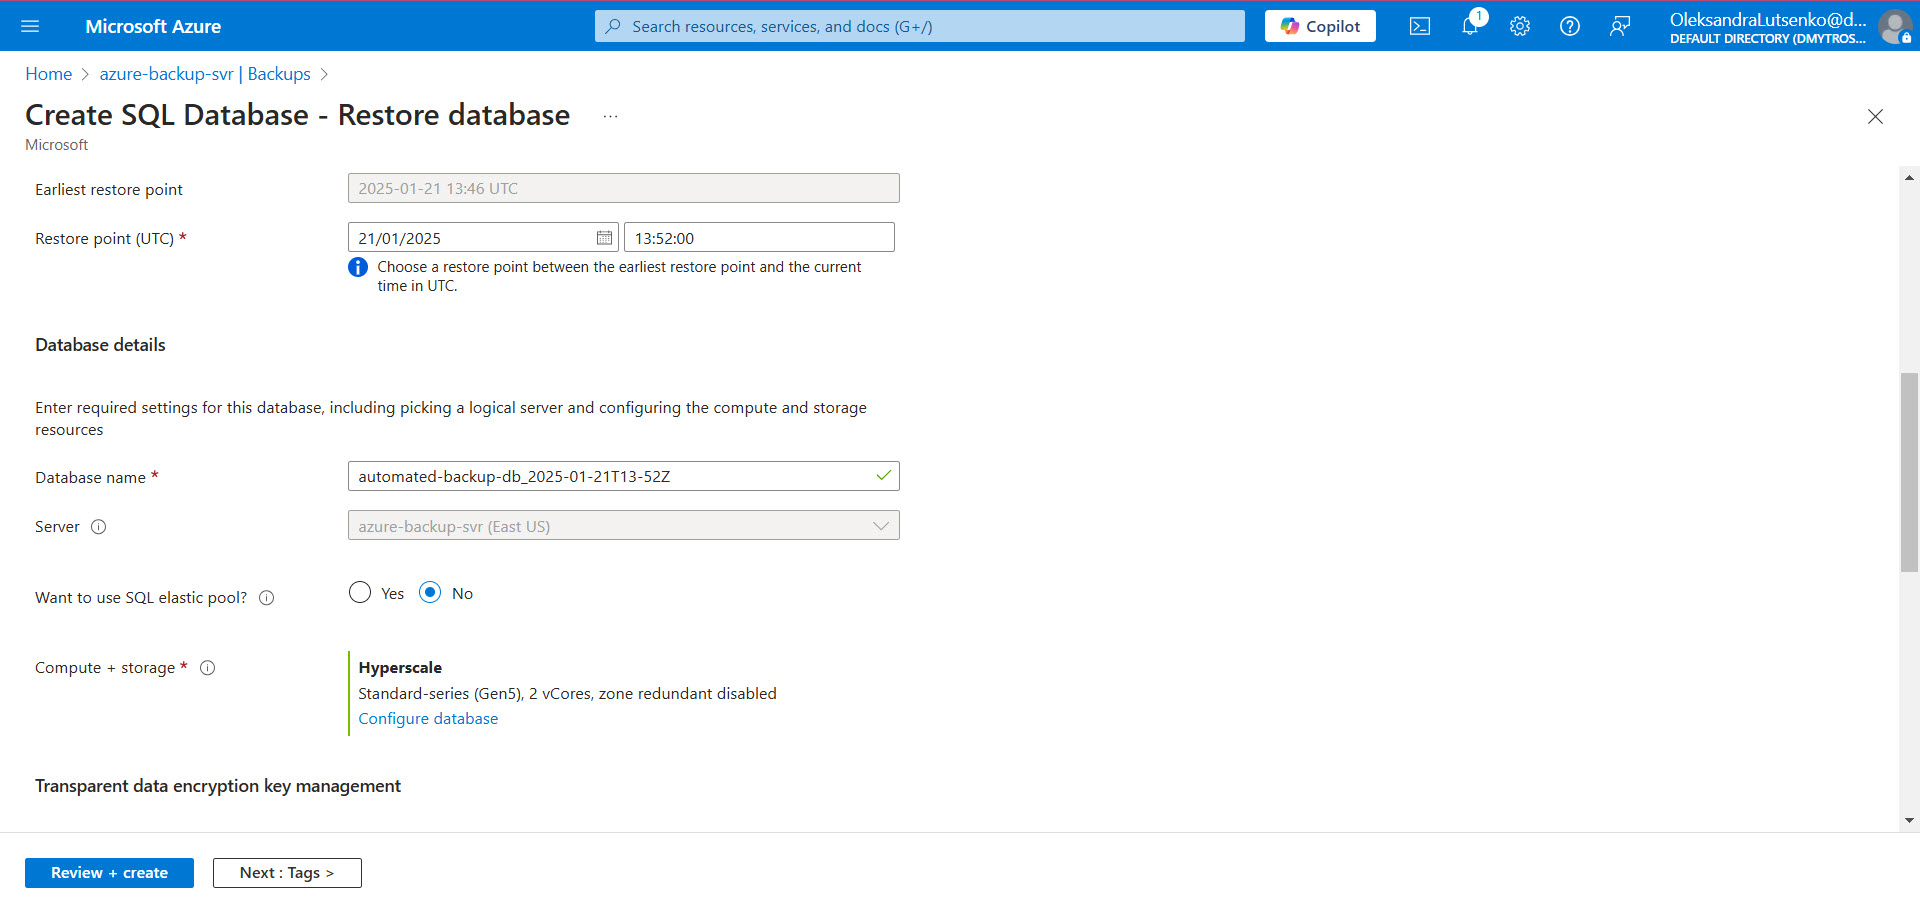 Microsoft Azure
Search resources, services, and docs (G+/)
Copilot
1
OleksandraLutsenko@d...
DEFAULT DIRECTORY (DMYTROS...
Home > azure-backup-svr | Backups >
Create SQL Database - Restore database ...
Microsoft
Earliest restore point
2025-01-21 13:46 UTC
Restore point (UTC) *
21/01/2025
13:52:00
Choose a restore point between the earliest restore point and the current
time in UTC.
Database details
Enter required settings for this database, including picking a logical server and configuring the compute and storage
resources
Database name *
automated-backup-db_2025-01-21T13-52Z
Server
azure-backup-svr (East US)
Want to use SQL elastic pool?
Yes
No
Compute + storage *
Hyperscale
Standard-series (Gen5), 2 vCores, zone redundant disabled
Configure database
Transparent data encryption key management
Review + create
Next : Tags >